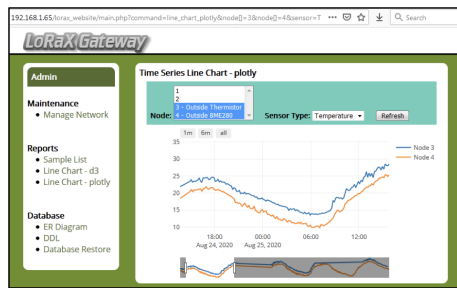 192.168.1.65/lorax_website/main.php?command=line_chart_plotly&node[]=3&node[]=4&sensor=T
Search
LoRaX Gateway
Admin
Maintenance
Manage Network
Reports
Sample List
Line Chart - d3
Line Chart - plotly
Database
ER Diagram
DDL
Database Restore
Time Series Line Chart - plotly
1
2
3 - Outside Thermistor
4 - Outside BME280
Node:
Sensor Type: Temperature
Refresh
1m 6m all
35
30
25
20
15
10
18:00 00:00 06:00 12:00
Aug 24, 2020 Aug 25, 2020
Node 3
Node 4